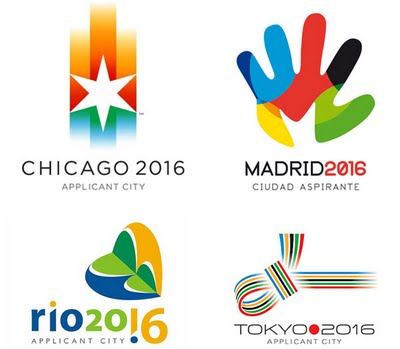 CHICAGO 2016
APPLICANT CITY
MADRID2016
CIUDAD ASPIRANTE
rio2016
APPLICANT CITY
TOKYO2016
APPLICANT CITY